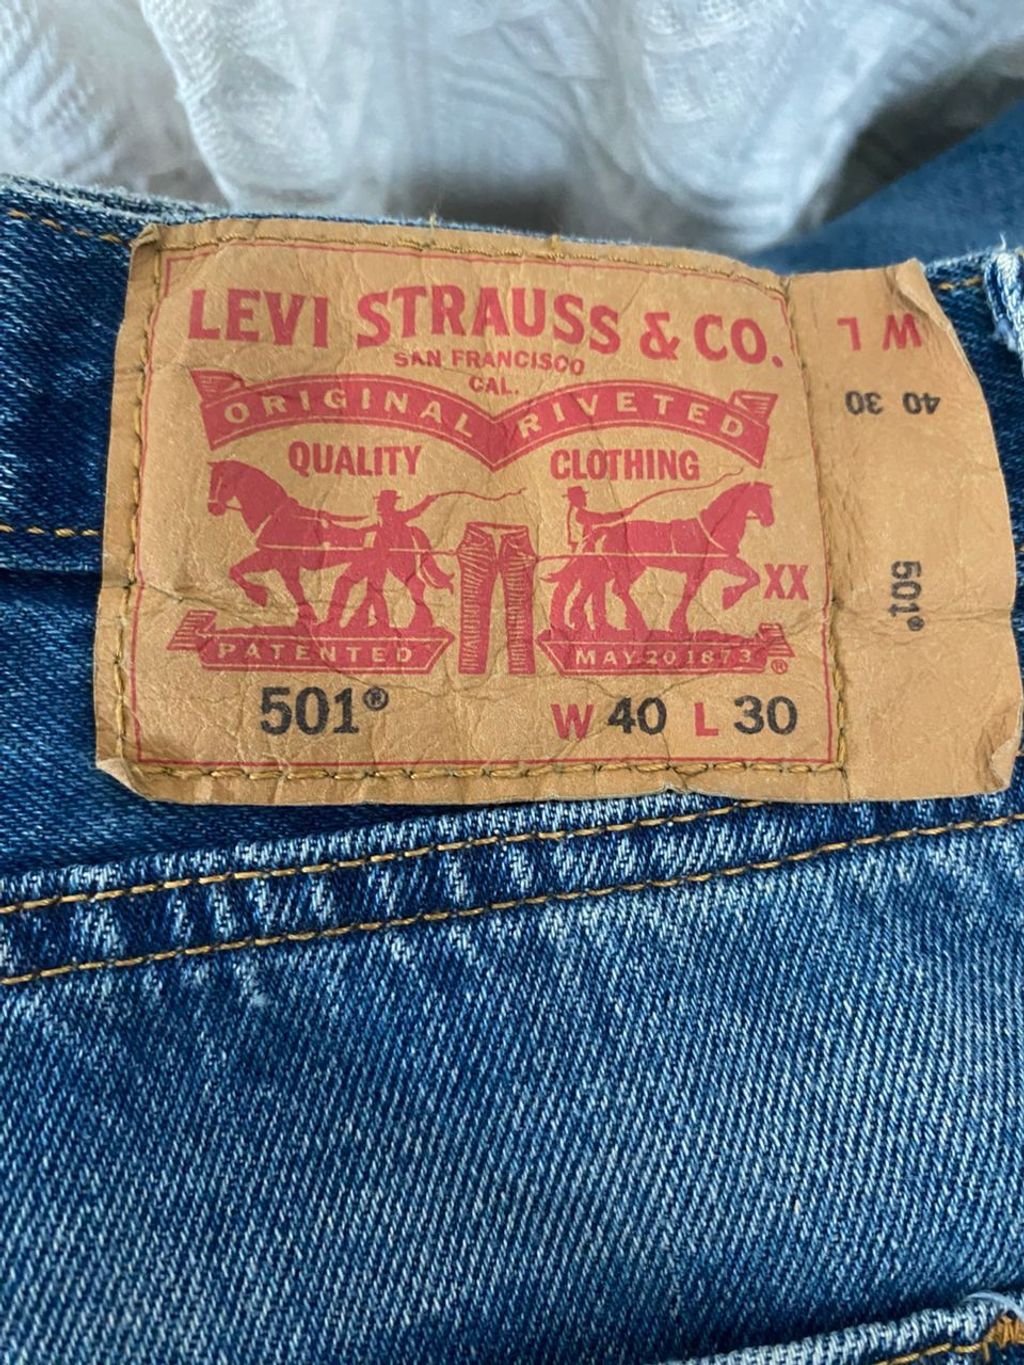 LEVI STRAUSS & CO.
SAN FRANCISCO
CAL.
ORIGINAL RIVETED
QUALITY CLOTHING
XX
PATENTED MAY 20 1873 ®
501® W 40 L 30
W L
40 30
501®